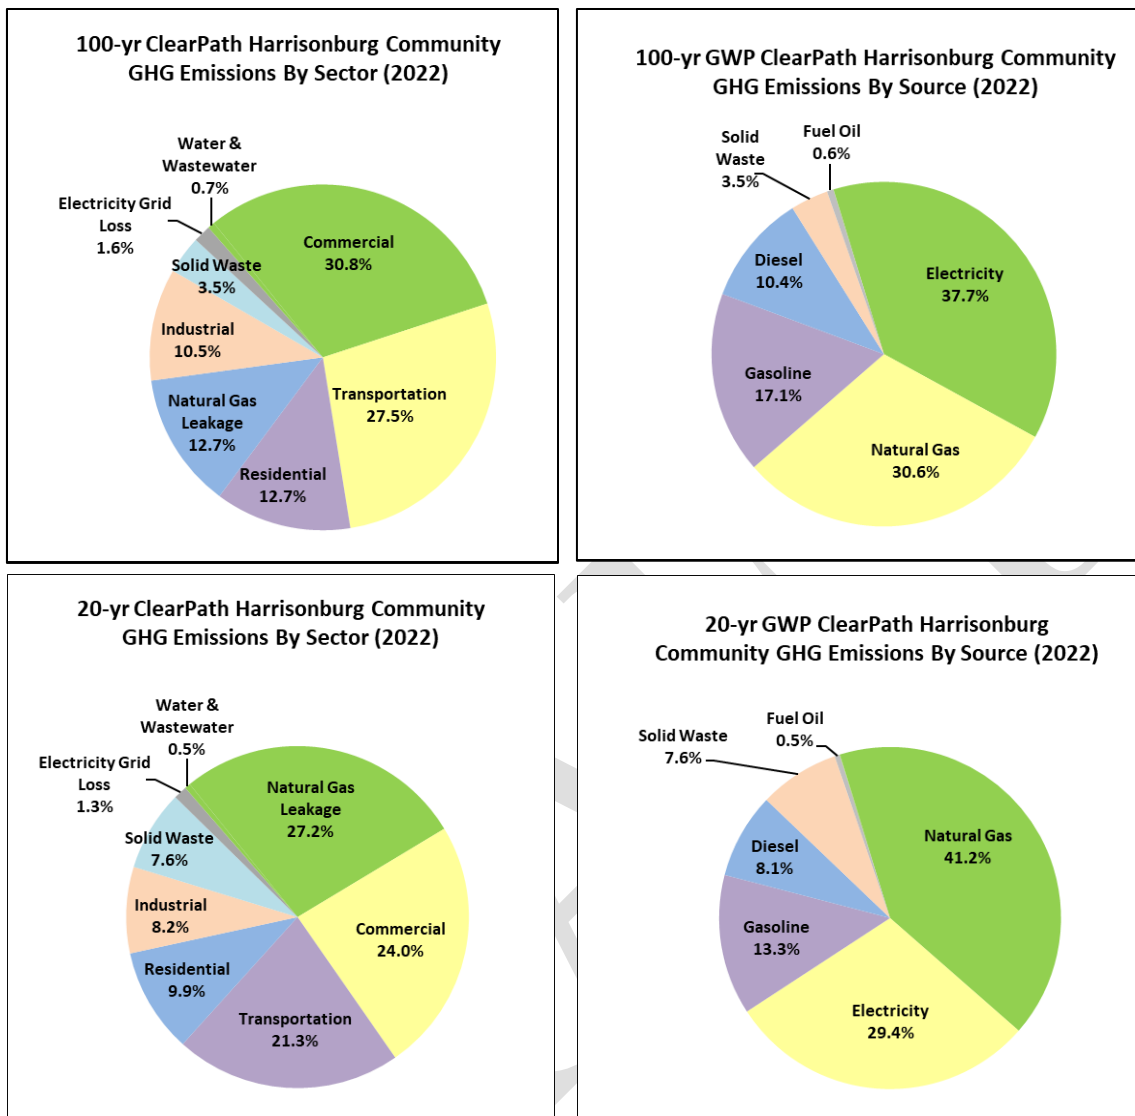 100-yr ClearPath Harrisonburg Community
GHG Emissions By Sector (2022)
Water &
Wastewater
0.7%
Electricity Grid
Loss
1.6%
Solid Waste
3.5%
Industrial
10.5%
Natural Gas
Leakage
12.7%
Residential
12.7%
Commercial
30.8%
Transportation
27.5%
100-yr GWP ClearPath Harrisonburg Community
GHG Emissions By Source (2022)
Fuel Oil
0.6%
Solid
Waste
3.5%
Diesel
10.4%
Gasoline
17.1%
Electricity
37.7%
Natural Gas
30.6%
20-yr ClearPath Harrisonburg Community
GHG Emissions By Sector (2022)
Water &
Wastewater
0.5%
Electricity Grid
Loss
1.3%
Solid Waste
7.6%
Industrial
8.2%
Residential
9.9%
Transportation
21.3%
Natural Gas
Leakage
27.2%
Commercial
24.0%
20-yr GWP ClearPath Harrisonburg
Community GHG Emissions By Source (2022)
Fuel Oil
0.5%
Solid Waste
7.6%
Diesel
8.1%
Gasoline
13.3%
Natural Gas
41.2%
Electricity
29.4%